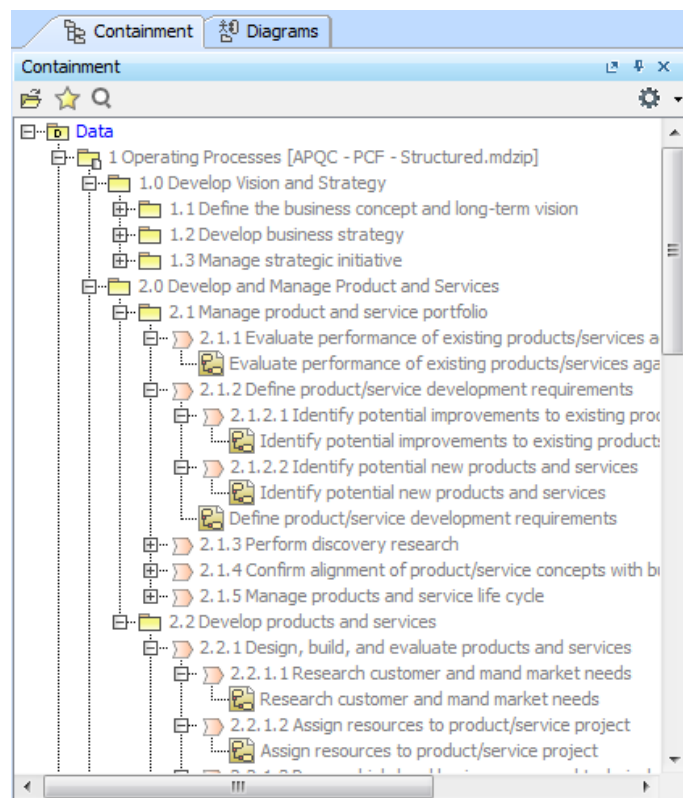 Containment Diagrams
Containment
Data
1 Operating Processes [APQC - PCF - Structured.mdzip]
1.0 Develop Vision and Strategy
1.1 Define the business concept and long-term vision
1.2 Develop business strategy
1.3 Manage strategic initiative
2.0 Develop and Manage Product and Services
2.1 Manage product and service portfolio
2.1.1 Evaluate performance of existing products/services a
Evaluate performance of existing products/services aga
2.1.2 Define product/service development requirements
2.1.2.1 Identify potential improvements to existing proc
Identify potential improvements to existing products
2.1.2.2 Identify potential new products and services
Identify potential new products and services
Define product/service development requirements
2.1.3 Perform discovery research
2.1.4 Confirm alignment of product/service concepts with bu
2.1.5 Manage products and service life cycle
2.2 Develop products and services
2.2.1 Design, build, and evaluate products and services
2.2.1.1 Research customer and mand market needs
Research customer and mand market needs
2.2.1.2 Assign resources to product/service project
Assign resources to product/service project